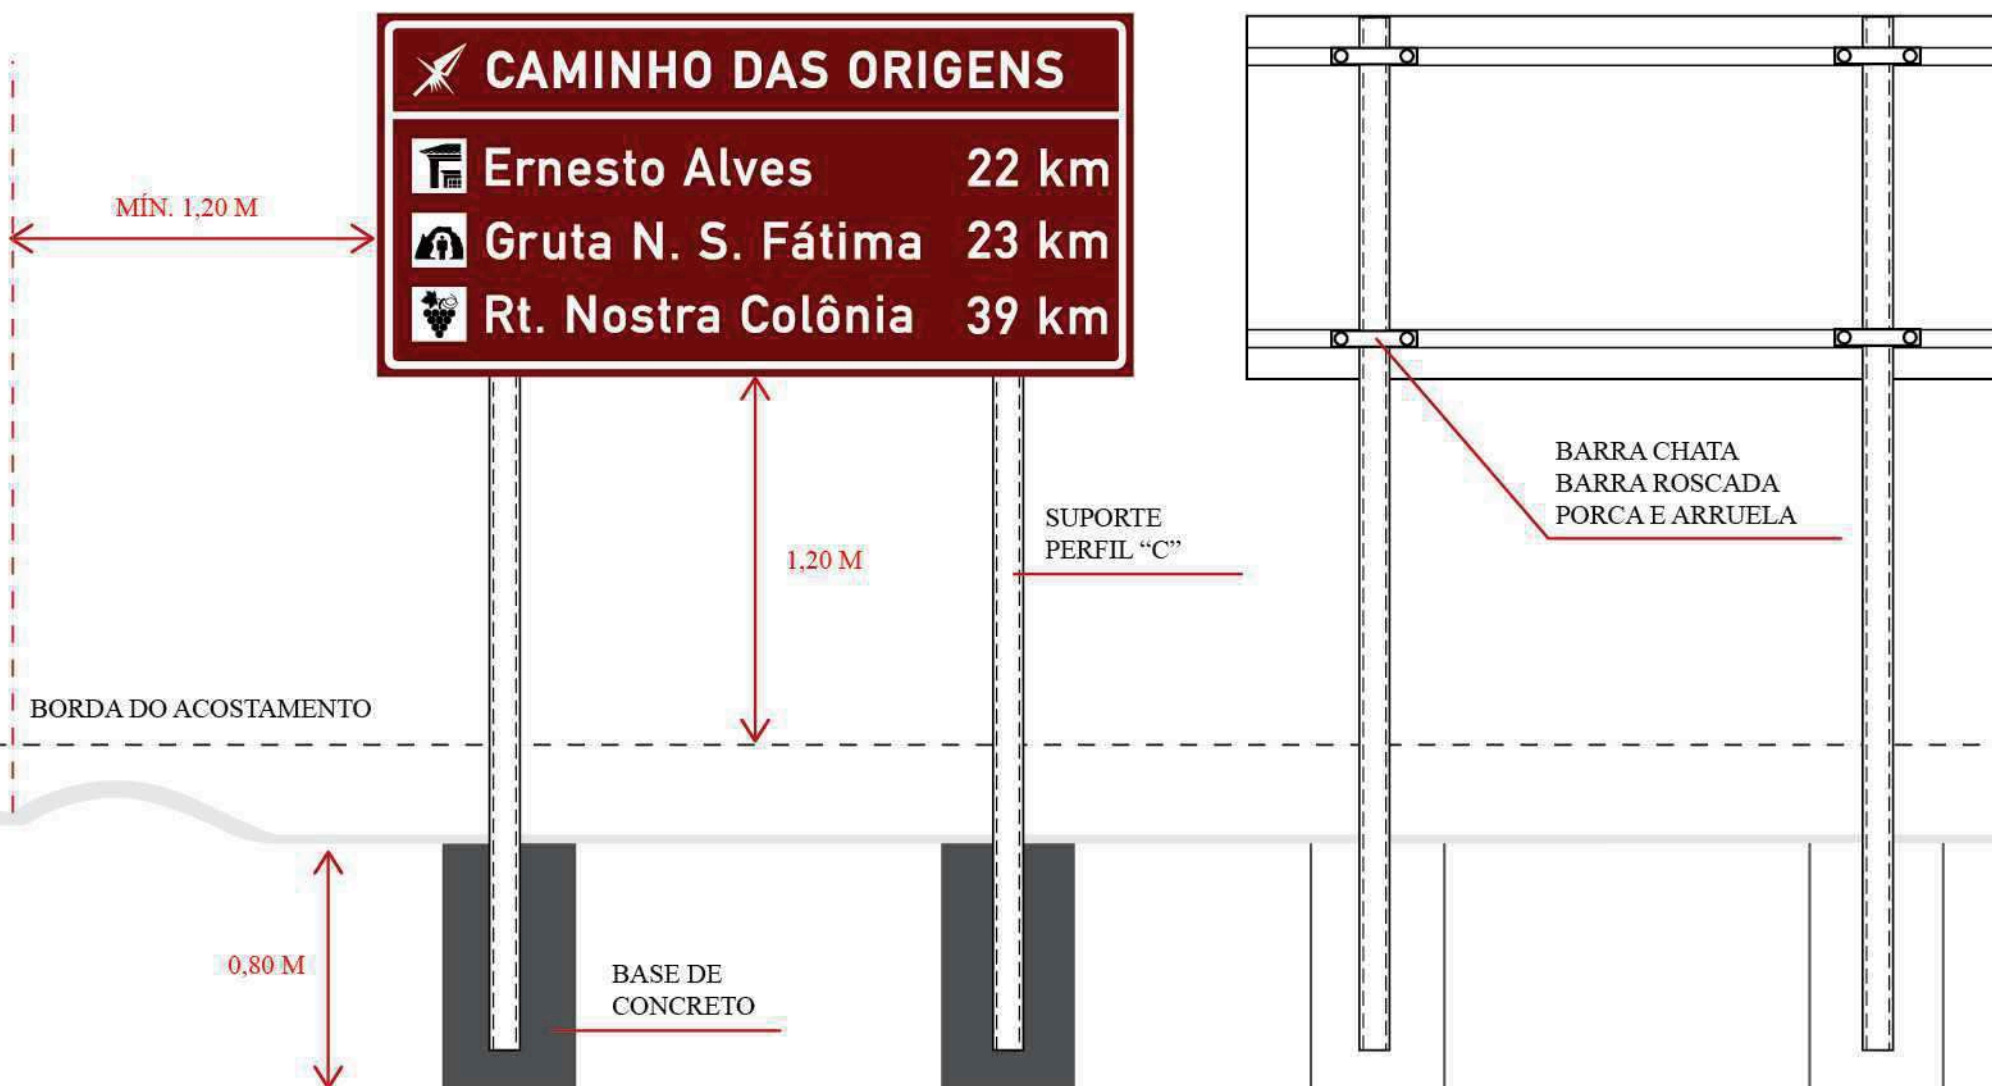 CAMINHO DAS ORIGENS
Ernesto Alves 22 km
Gruta N. S. Fátima 23 km
Rt. Nostra Colônia 39 km
MÍN. 1,20 M
BARRA CHATA
BARRA ROSCADA
PORCA E ARRUELA
SUPORTE
PERFIL “C”
1,20 M
BORDA DO ACOSTAMENTO
0,80 M
BASE DE
CONCRETO